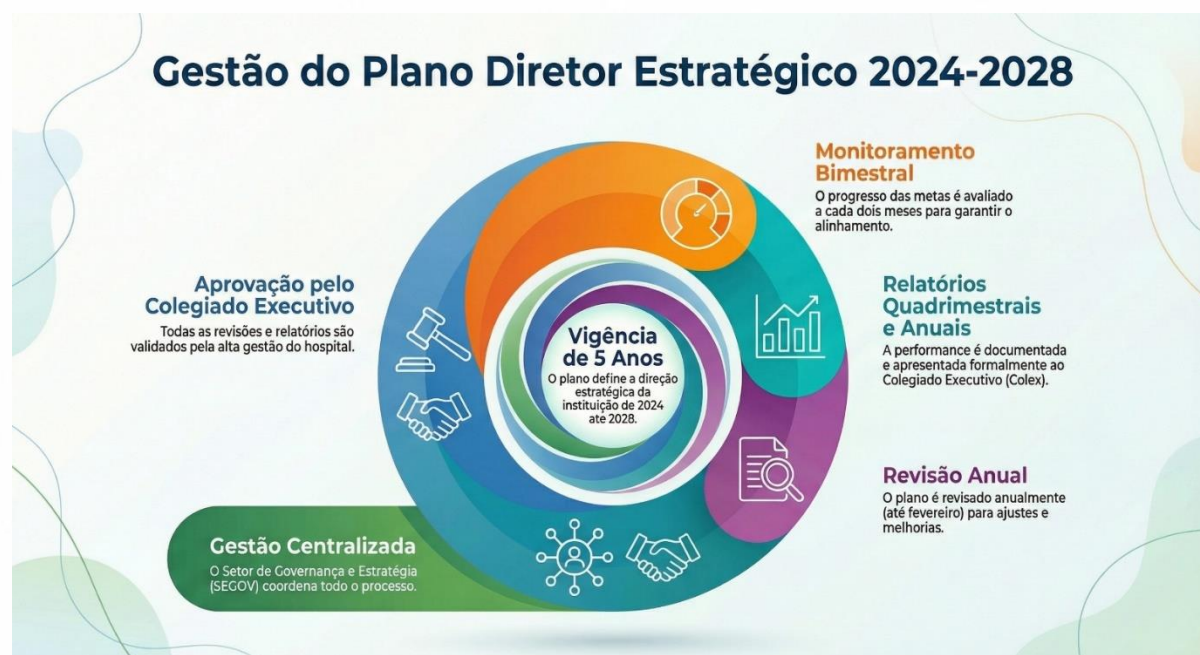 Gestão do Plano Diretor Estratégico 2024-2028
Monitoramento
Bimestral
O progresso das metas é avaliado
a cada dois meses para garantir o
alinhamento.
Aprovação pelo
Colegiado Executivo
Todas as revisões e relatórios são
validados pela alta gestão do hospital.
Relatórios
Quadrimestrais
e Anuais
A performance é documentada
e apresentada formalmente ao
Colegiado Executivo (Colex).
Vigência
de 5 Anos
O plano define a direção
estratégica da
instituição de 2024
até 2028.
Revisão Anual
O plano é revisado anualmente
(até fevereiro) para ajustes e
melhorias.
Gestão Centralizada
O Setor de Governança e Estratégia
(SEGOV) coordena todo o processo.